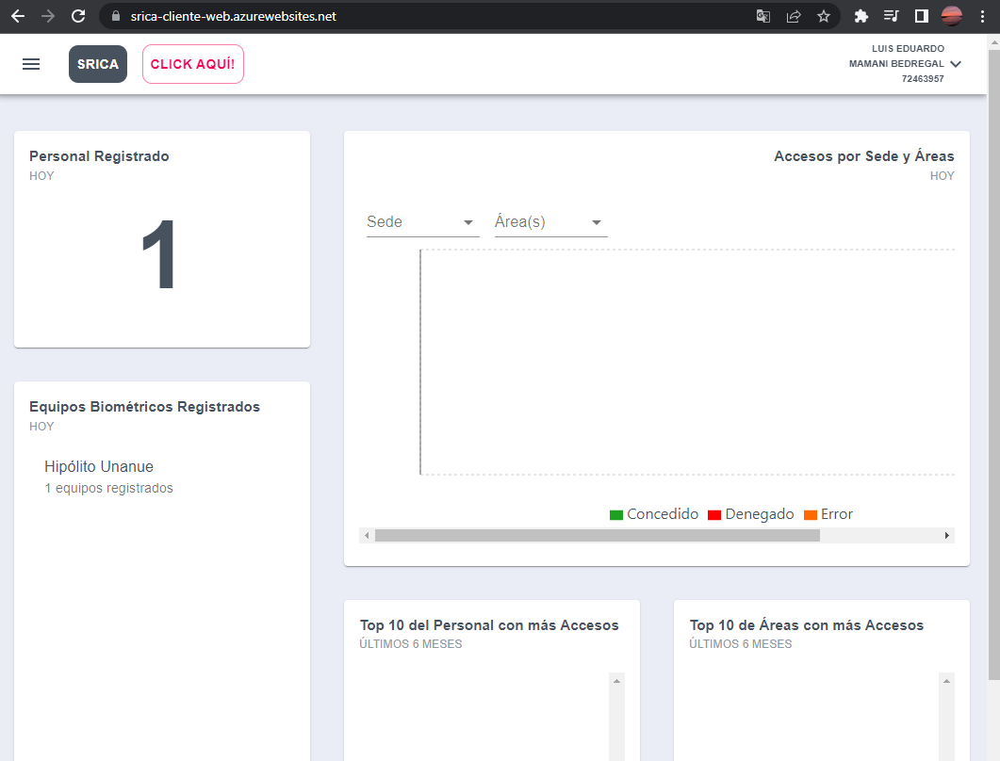 srica-cliente-web.azurewebsites.net
SRICA
CLICK AQUÍ!
LUIS EDUARDO
MAMANI BEDREGAL
72463957
Personal Registrado
HOY
1
Equipos Biométricos Registrados
HOY
Hipólito Unanue
1 equipos registrados
Accesos por Sede y Áreas
HOY
Sede
Área(s)
Concedido
Denegado
Error
Top 10 del Personal con más Accesos
ÚLTIMOS 6 MESES
Top 10 de Áreas con más Accesos
ÚLTIMOS 6 MESES